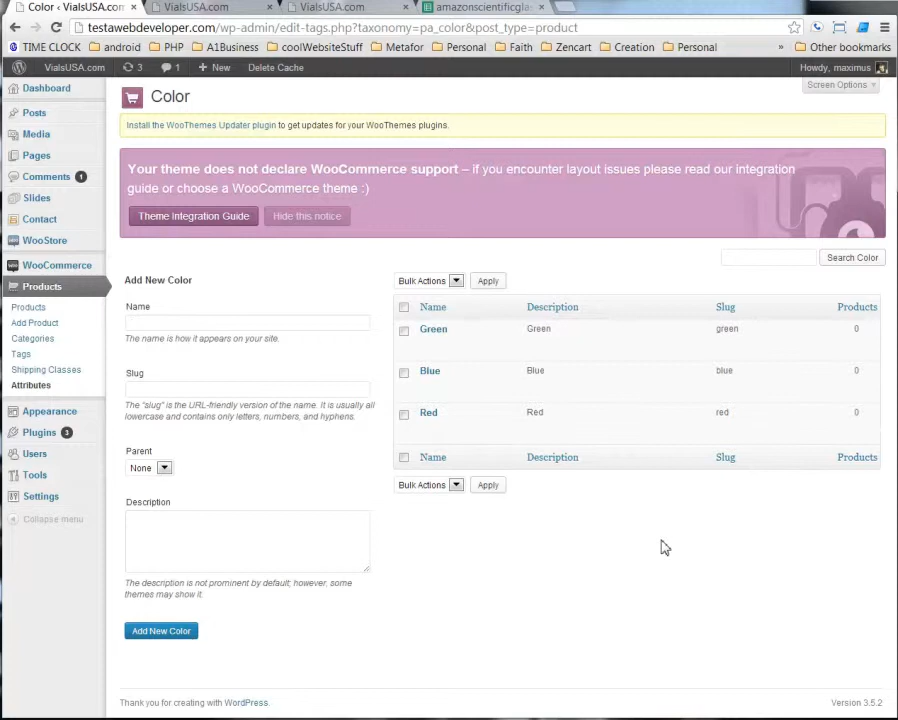 Color ‹ VialsUSA.com
VialsUSA.com
VialsUSA.com
amazonscientificglas
testawebdeveloper.com/wp-admin/edit-tags.php?taxonomy=pa_color&post_type=product
TIME CLOCK android PHP A1Business coolWebsiteStuff Metafor Personal Faith Zencart Creation Personal » Other bookmarks
VialsUSA.com 3 1 + New Delete Cache Howdy, maximus
Screen Options
Dashboard
Posts
Media
Pages
Comments 1
Slides
Contact
WooStore
WooCommerce
Products
Products
Add Product
Categories
Tags
Shipping Classes
Attributes
Appearance
Plugins 3
Users
Tools
Settings
Collapse menu
Color
Install the WooThemes Updater plugin to get updates for your WooThemes plugins.
Your theme does not declare WooCommerce support – if you encounter layout issues please read our integration
guide or choose a WooCommerce theme :)
Theme Integration Guide Hide this notice
Search Color
Add New Color
Name
The name is how it appears on your site.
Slug
The "slug" is the URL-friendly version of the name. It is usually all
lowercase and contains only letters, numbers, and hyphens.
Parent
None
Description
The description is not prominent by default; however, some
themes may show it.
Add New Color
Bulk Actions Apply
Name Description Slug Products
Green Green green 0
Blue Blue blue 0
Red Red red 0
Name Description Slug Products
Bulk Actions Apply
Thank you for creating with WordPress. Version 3.5.2